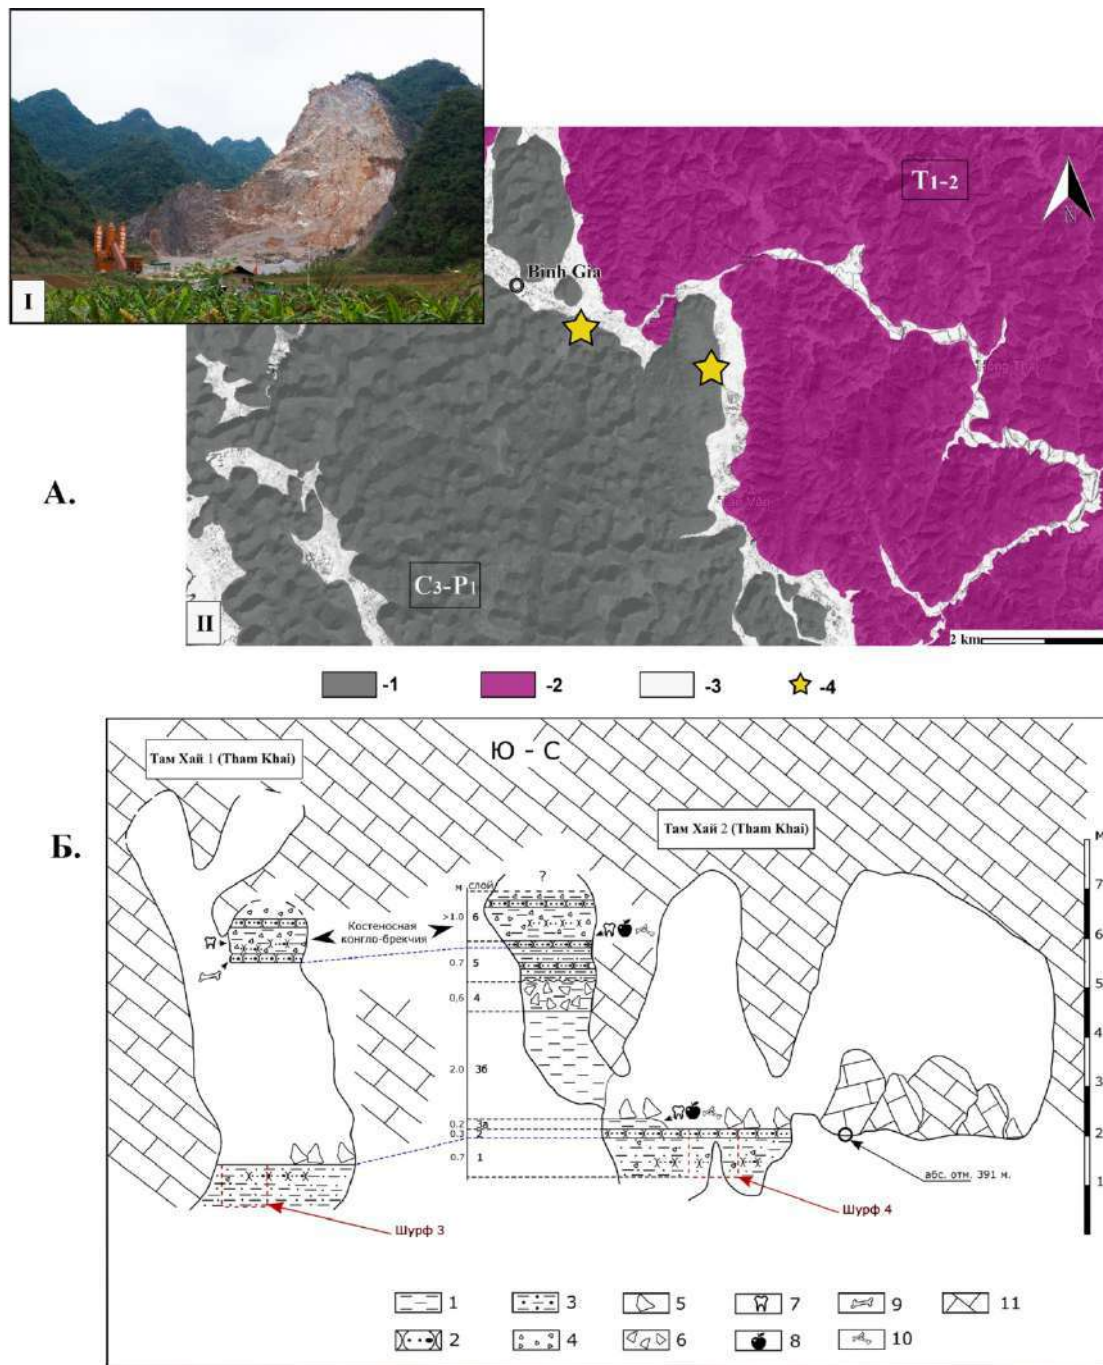 I
T1-2
N
Binh Gia
А.
C3-P1
II
2 km
-1
-2
-3
-4
Там Хай 1 (Tham Khai)
Ю - С
Там Хай 2 (Tham Khai)
Б.
м
7
6
5
4
3
2
1
м слой
?
>1.0 6
Костеносная
конгло-брекчия
0.7 5
0,6 4
2.0 3б
0.2 3а
0.2 2
0.7 1
абс. отм. 391 м.
Шурф 3
Шурф 4
1
3
5
7
9
11
2
4
6
8
10